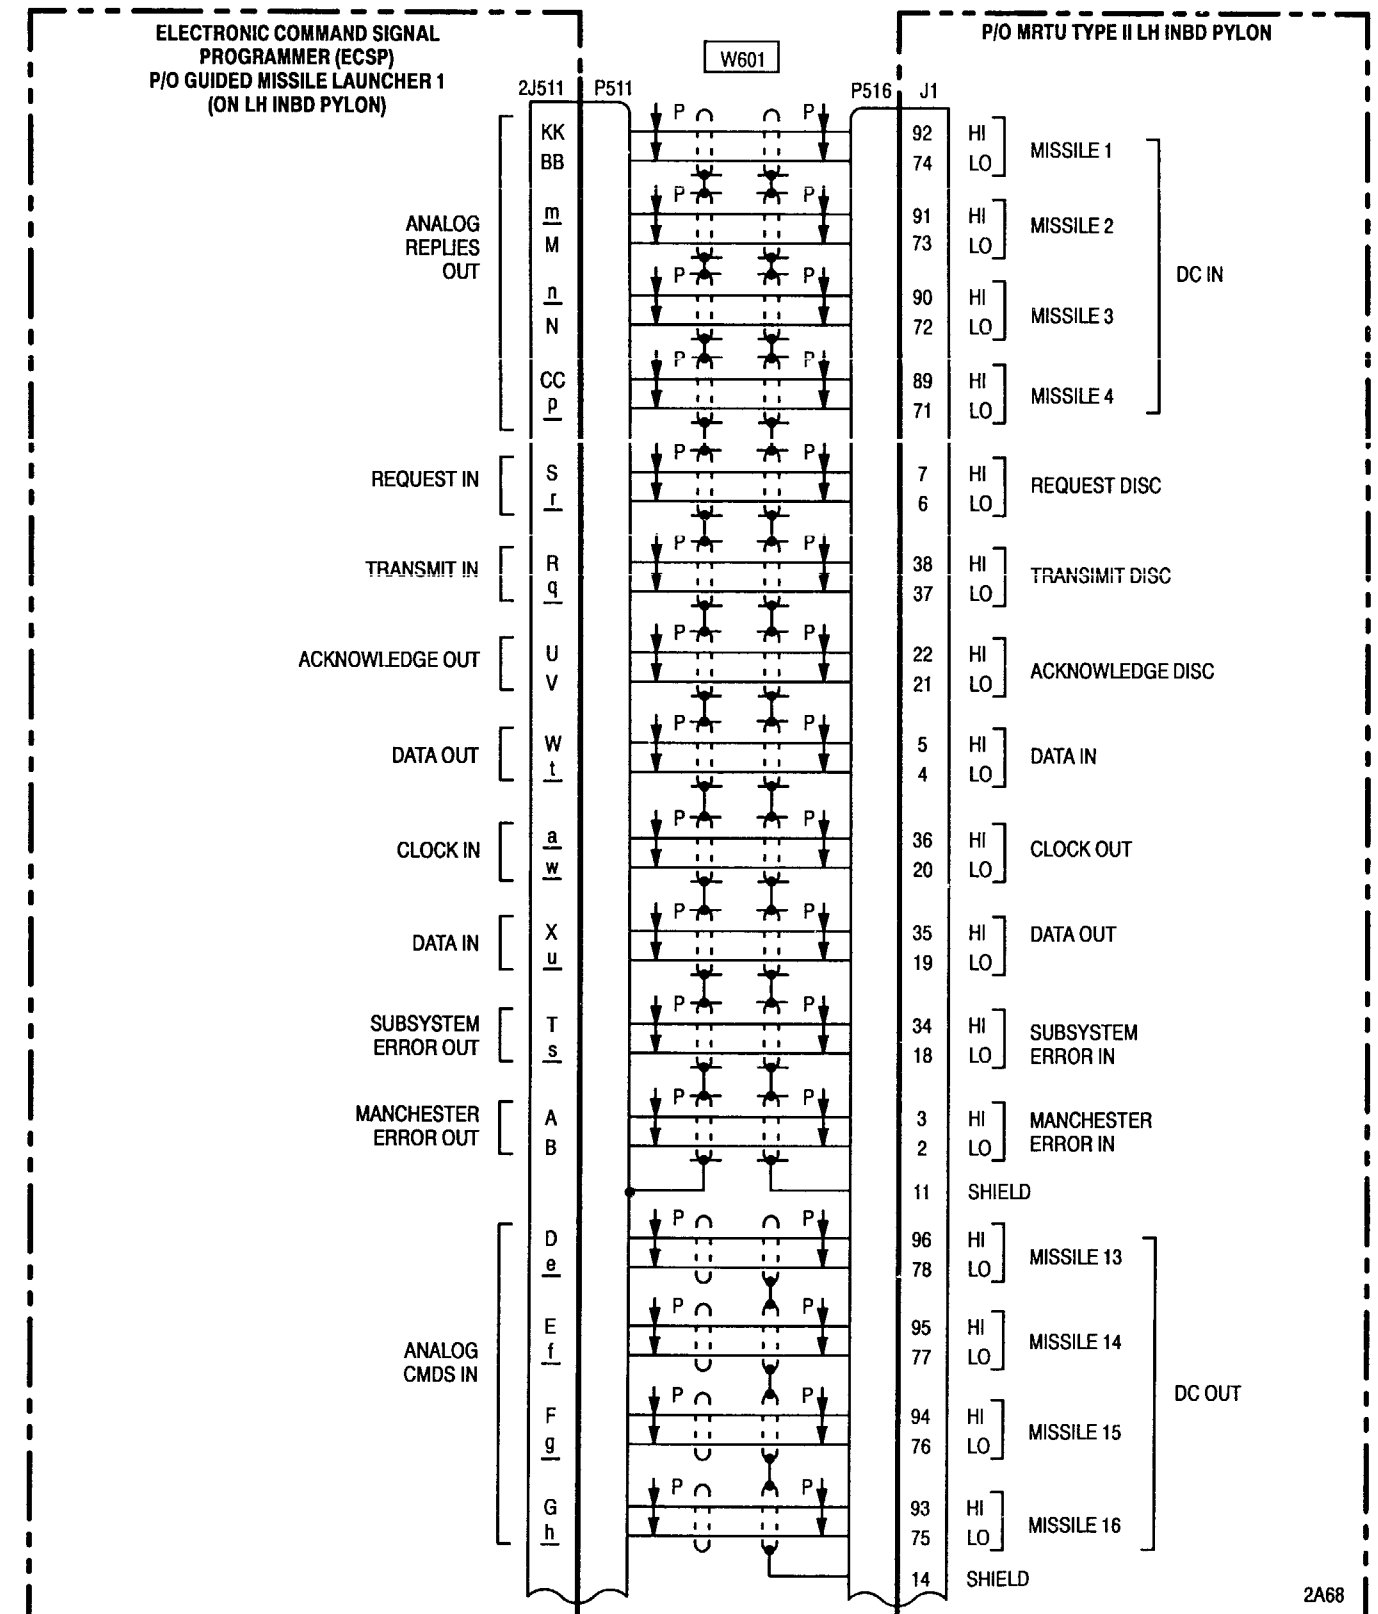 ELECTRONIC COMMAND SIGNAL
PROGRAMMER (ECSP)
P/O GUIDED MISSILE LAUNCHER 1
(ON LH INBD PYLON)
W601
P/O MRTU TYPE II LH INBD PYLON
2J511 P511
P516 J1
ANALOG
REPLIES
OUT
KK P P 92 HI
BB 74 LO
MISSILE 1
m P P 91 HI
M 73 LO
MISSILE 2
n P P 90 HI
N 72 LO
MISSILE 3
CC P P 89 HI
p 71 LO
MISSILE 4
DC IN
REQUEST IN
S P P 7 HI
r 6 LO
REQUEST DISC
TRANSMIT IN
R P P 38 HI
q 37 LO
TRANSIMIT DISC
ACKNOWLEDGE OUT
U P P 22 HI
V 21 LO
ACKNOWLEDGE DISC
DATA OUT
W P P 5 HI
t 4 LO
DATA IN
CLOCK IN
a P P 36 HI
w 20 LO
CLOCK OUT
DATA IN
X P P 35 HI
u 19 LO
DATA OUT
SUBSYSTEM
ERROR OUT
T P P 34 HI
s 18 LO
SUBSYSTEM
ERROR IN
MANCHESTER
ERROR OUT
A P P 3 HI
B 2 LO
MANCHESTER
ERROR IN
11 SHIELD
ANALOG
CMDS IN
D P P 96 HI
e 78 LO
MISSILE 13
E P P 95 HI
f 77 LO
MISSILE 14
F P P 94 HI
g 76 LO
MISSILE 15
G P P 93 HI
h 75 LO
MISSILE 16
DC OUT
14 SHIELD
2A68